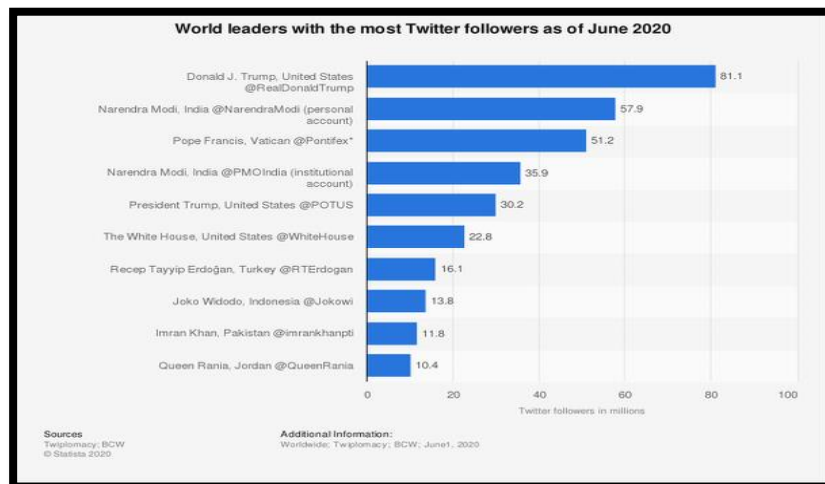 World leaders with the most Twitter followers as of June 2020
Donald J. Trump, United States
@RealDonaldTrump
81.1
Narendra Modi, India @NarendraModi (personal
account)
57.9
Pope Francis, Vatican @Pontifex*
51.2
Narendra Modi, India @PMOIndia (institutional
account)
35.9
President Trump, United States @POTUS
30.2
The White House, United States @WhiteHouse
22.8
Recep Tayyip Erdoğan, Turkey @RTErdogan
16.1
Joko Widodo, Indonesia @Jokowi
13.8
Imran Khan, Pakistan @imrankhanpti
11.8
Queen Rania, Jordan @QueenRania
10.4
0 20 40 60 80 100
Twitter followers in millions
Sources
Twiplomacy; BCW
© Statista 2020
Additional Information:
Worldwide; Twiplomacy; BCW; June1, 2020